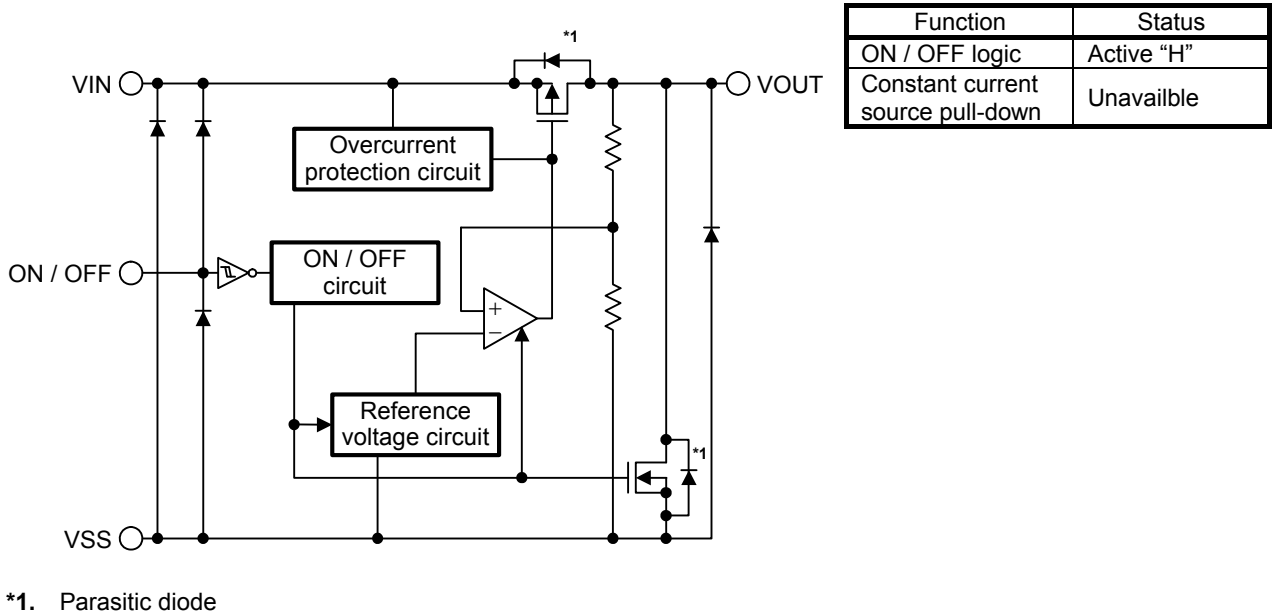 Function Status
ON / OFF logic Active “H”
Constant current
source pull-down
Unavailble
*1
VIN
VOUT
Overcurrent
protection circuit
ON / OFF
ON / OFF
circuit
+
−
Reference
voltage circuit
*1
VSS
*1. Parasitic diode